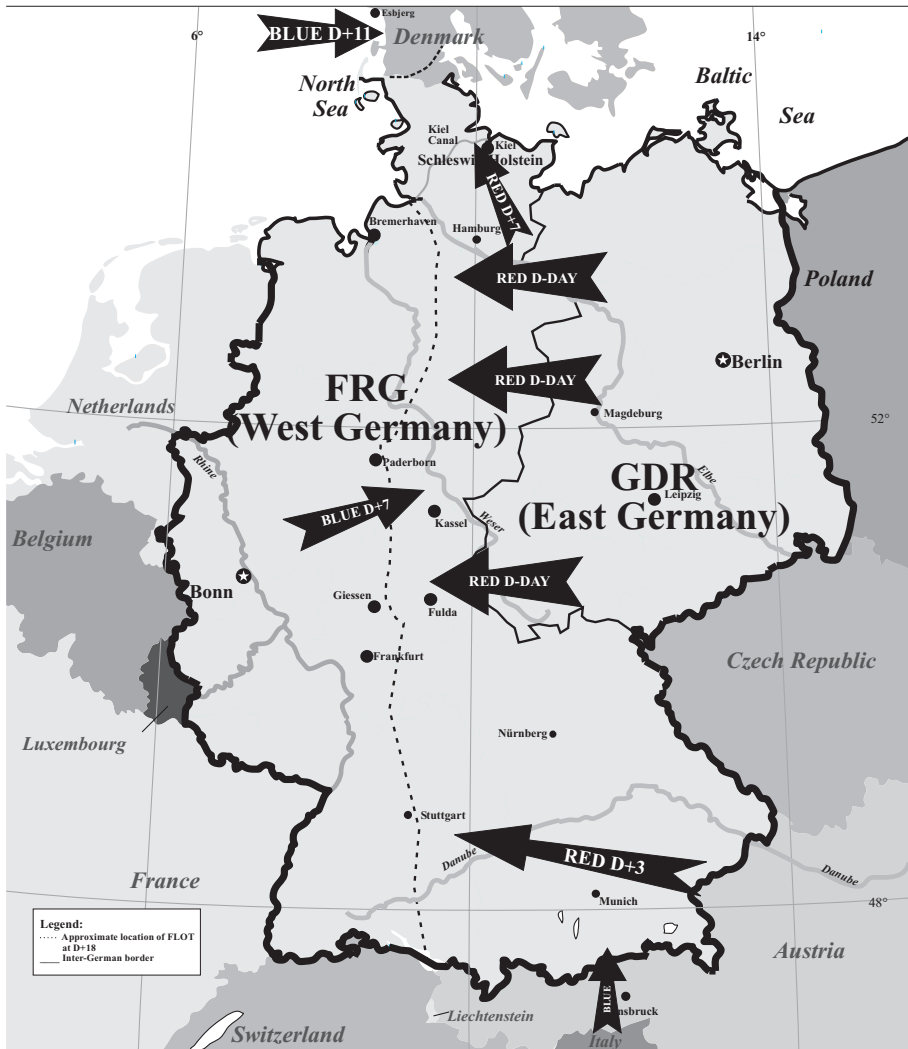 Esbjerg
BLUE D+11
Denmark
6°
14°
North
Sea
Baltic
Sea
Kiel
Canal
Kiel
Schleswig Holstein
RED D+7
Bremerhaven
Hamburg
RED D-DAY
Poland
Berlin
RED D-DAY
FRG
(West Germany)
Netherlands
Magdeburg
52°
Rhine
Paderborn
GDR
(East Germany)
Elbe
Leipzig
BLUE D+7
Kassel
Weser
Belgium
Bonn
RED D-DAY
Giessen
Fulda
Frankfurt
Czech Republic
Luxembourg
Nürnberg
Stuttgart
RED D+3
Danube
Danube
France
Munich
48°
Legend:
Approximate location of FLOT
at D+18
Inter-German border
Austria
BLUE
nsbruck
Liechtenstein
Switzerland
Italy